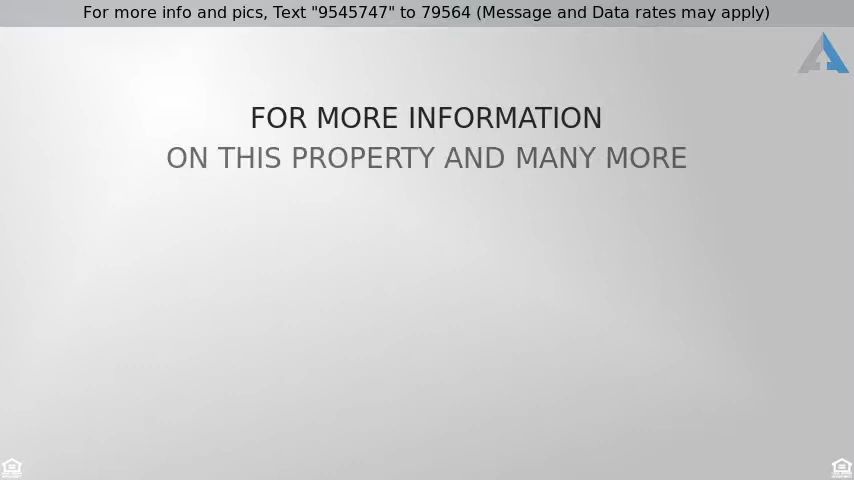 For more info and pics, Text "9545747" to 79564 (Message and Data rates may apply)
FOR MORE INFORMATION
ON THIS PROPERTY AND MANY MORE